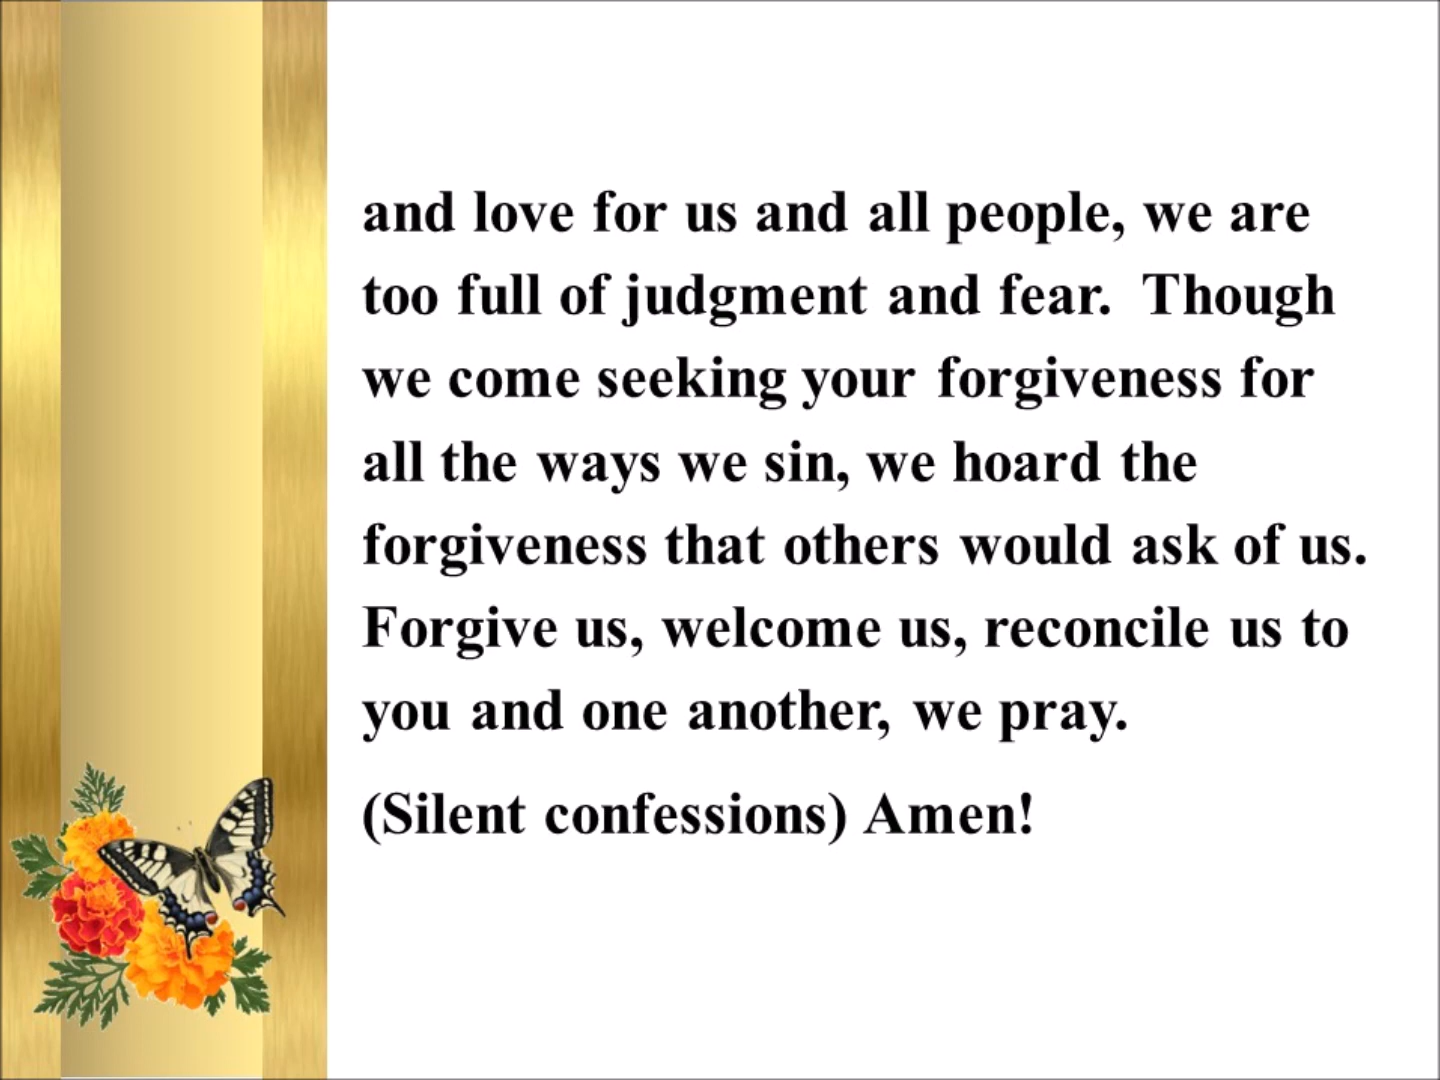 and love for us and all people, we are
too full of judgment and fear.  Though
we come seeking your forgiveness for
all the ways we sin, we hoard the
forgiveness that others would ask of us.
Forgive us, welcome us, reconcile us to
you and one another, we pray.
(Silent confessions) Amen!